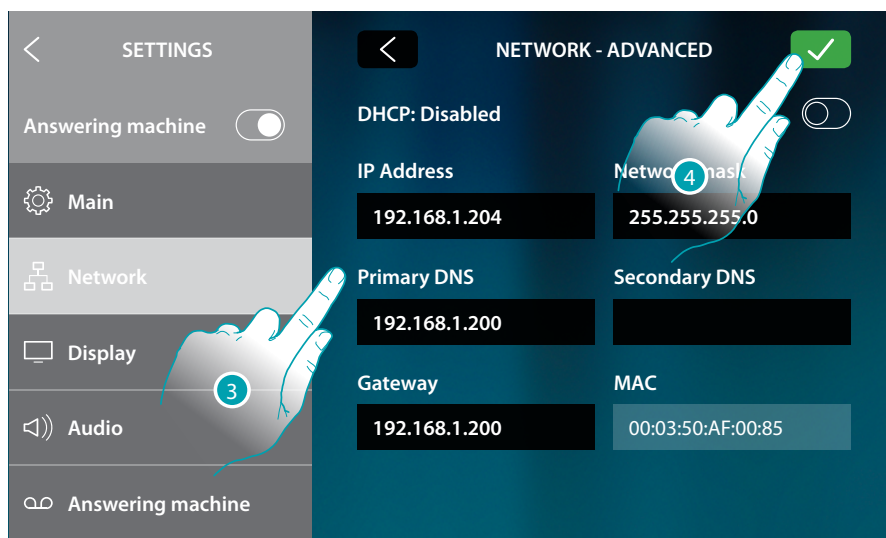 SETTINGS
Answering machine
Main
Network
Display
Audio
Answering machine
NETWORK - ADVANCED
DHCP: Disabled
IP Address
192.168.1.204
Network mask
255.255.255.0
Primary DNS
192.168.1.200
Secondary DNS
Gateway
192.168.1.200
MAC
00:03:50:AF:00:85
3
4